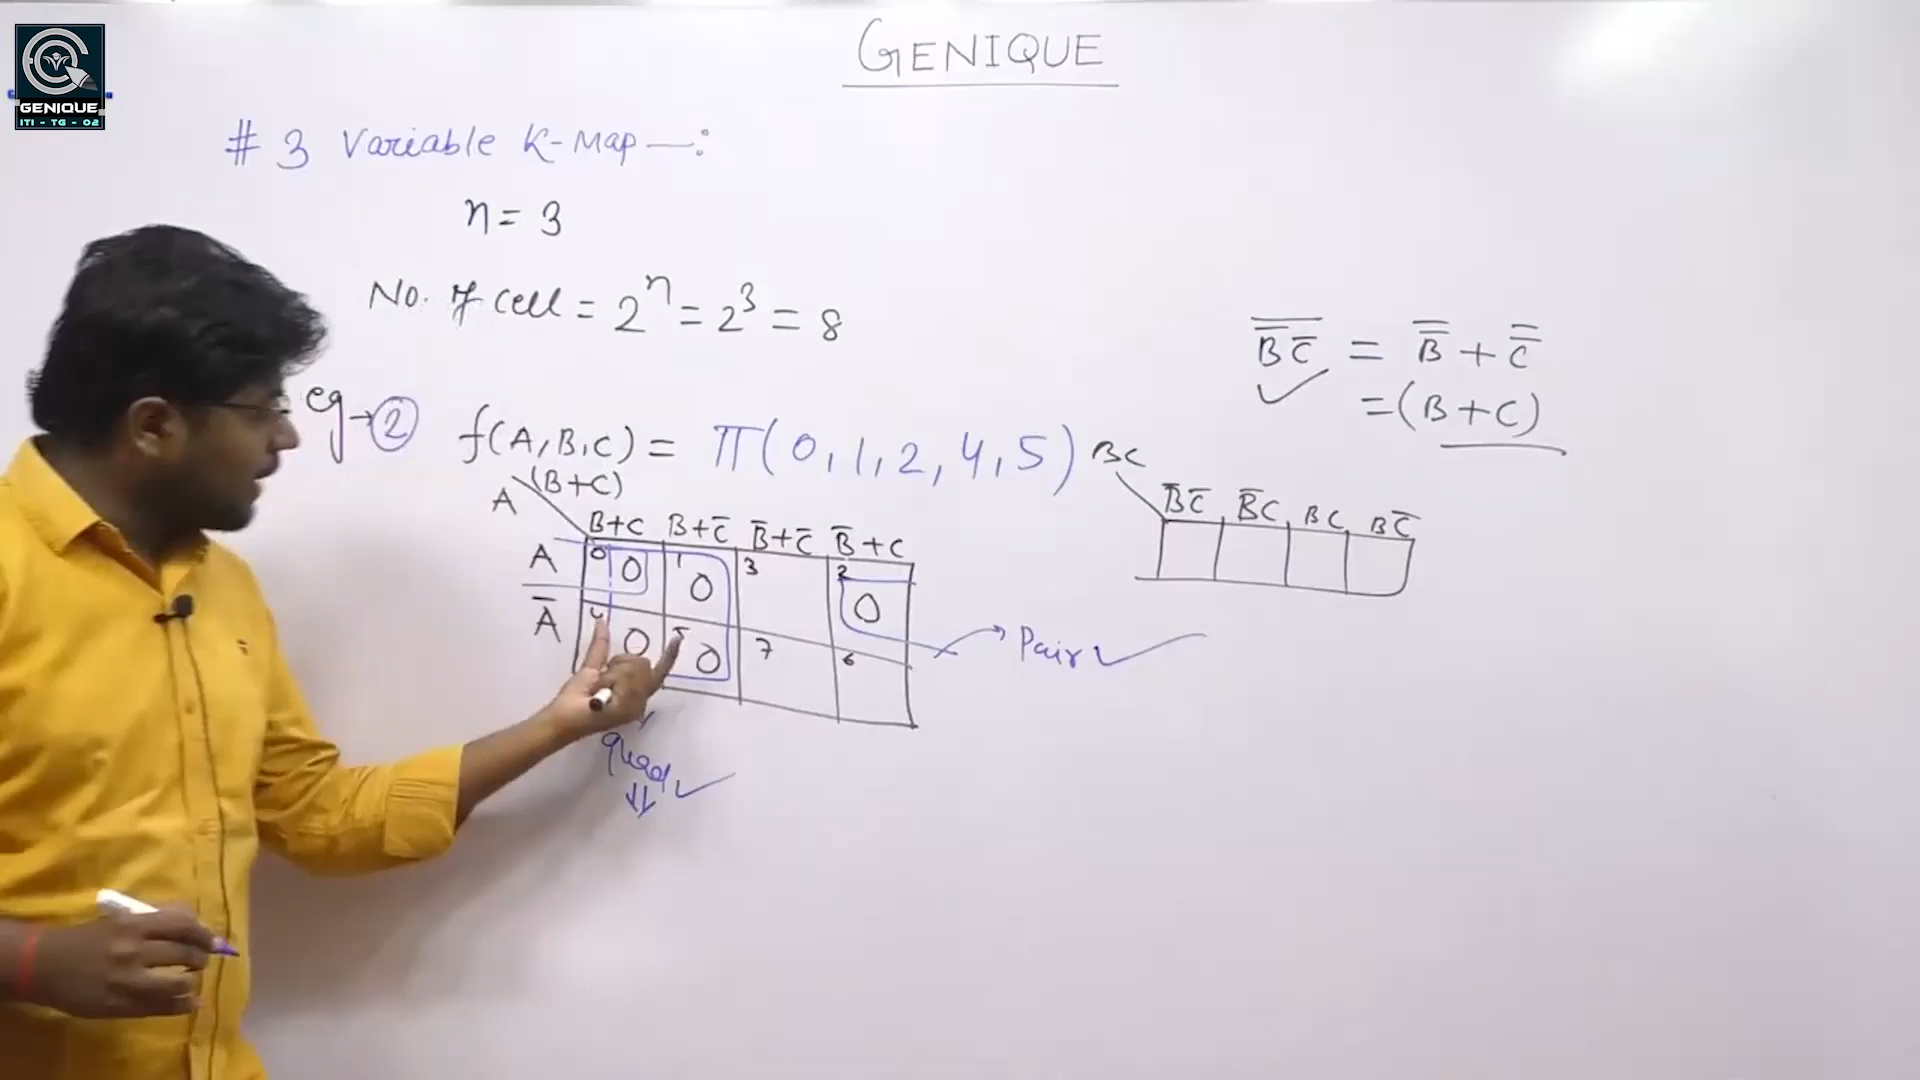 GENIQUE
ITI - TG - 02
GENIQUE
# 3 Variable K-Map —:
n = 3
No. of cell = 2ⁿ = 2³ = 8
B̅C̅ = B̿ + C̿
= (B+C)
eg→② f(A,B,C) = π(0,1,2,4,5)
A (B+C)
B+C B+C̅ B̅+C̅ B̅+C
A 0 0 1 0 3 2 0
A̅ 4 0 5 0 7 6
BC
B̅C̅ B̅C BC BC̅
→ Pair ✓
quad ✓
⇓